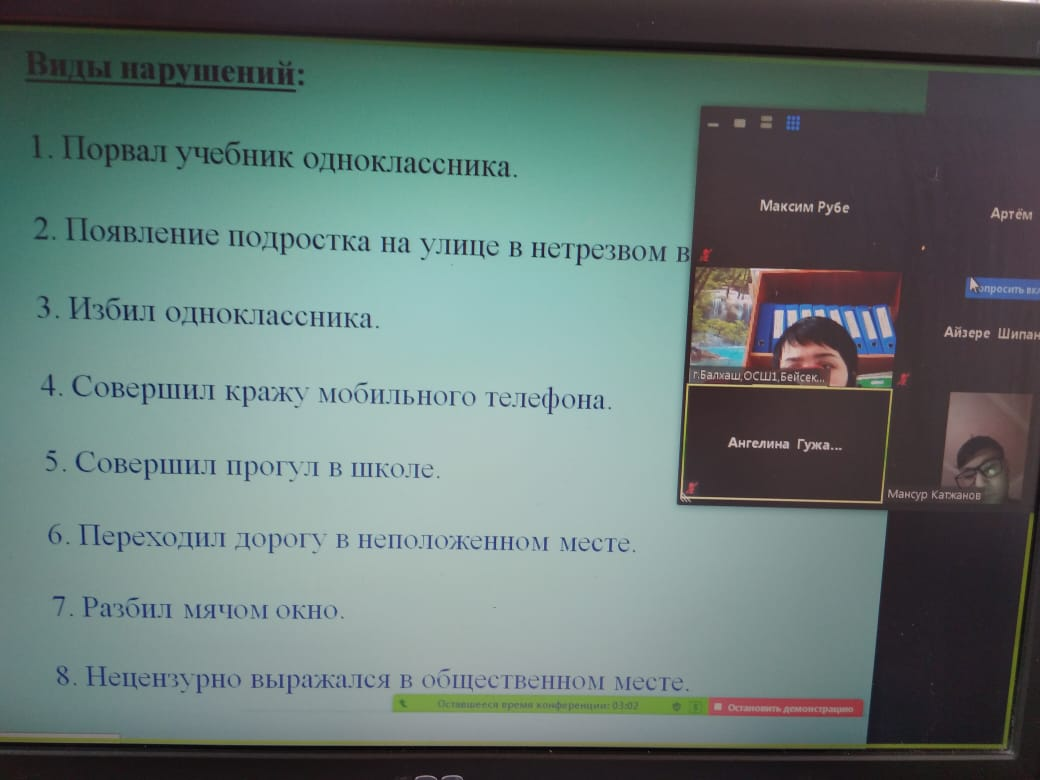 Виды нарушений:
1. Порвал учебник одноклассника.
2. Появление подростка на улице в нетрезвом в
3. Избил одноклассника.
4. Совершил кражу мобильного телефона.
5. Совершил прогул в школе.
6. Переходил дорогу в неположенном месте.
7. Разбил мячом окно.
8. Нецензурно выражался в общественном месте.
Максим Рубе
Артём
опросить вк
г.Балхаш,ОСШ1,Бейсек...
Айзере Шипан
Ангелина Гужа...
Мансур Катжанов
Оставшееся время конференции: 03:02
Остановить демонстрацию